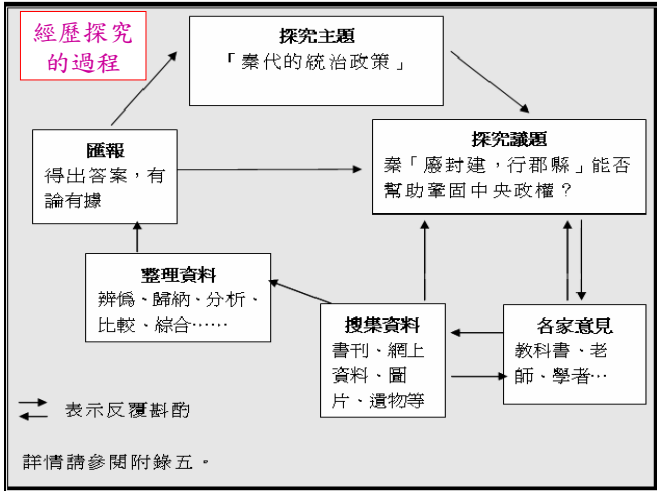 經歷探究
的過程
探究主題
「秦代的統治政策」
匯報
得出答案，有
論有據
探究議題
秦「廢封建，行郡縣」能否
幫助鞏固中央政權？
整理資料
辨偽、歸納、分析、
比較、綜合……
搜集資料
書刊、網上
資料、圖
片、遺物等
各家意見
教科書、老
師、學者…
表示反覆斟酌
詳情請參閱附錄五。